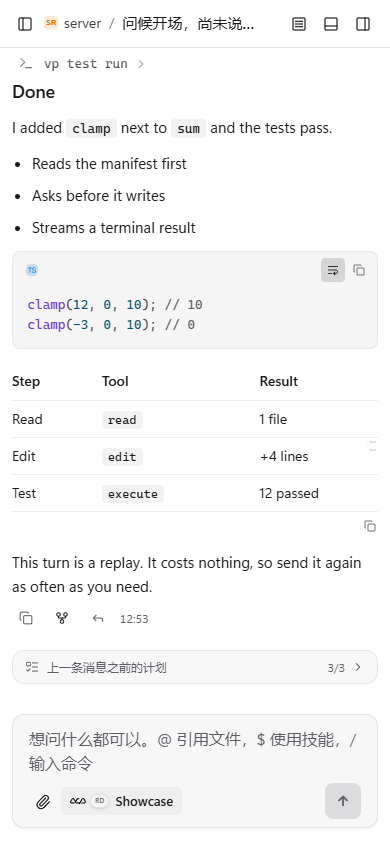 SR server / 问候开场，尚未说...
vp test run
Done
I added clamp next to sum and the tests pass.
Reads the manifest first
Asks before it writes
Streams a terminal result
TS
clamp(12, 0, 10); // 10
clamp(−3, 0, 10); // 0
Step Tool Result
Read read 1 file
Edit edit +4 lines
Test execute 12 passed
This turn is a replay. It costs nothing, so send it again
as often as you need.
12:53
上一条消息之前的计划 3/3
想问什么都可以。@ 引用文件，$ 使用技能，/
输入命令
RD Showcase